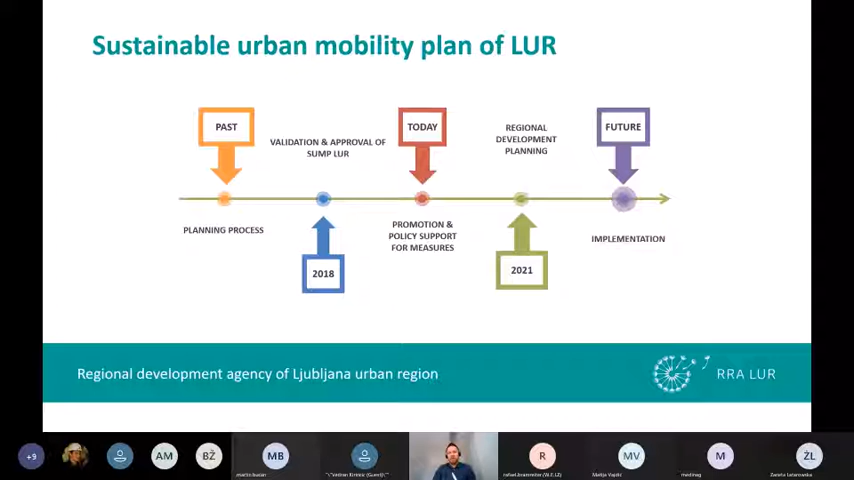 Sustainable urban mobility plan of LUR
PAST
VALIDATION & APPROVAL OF
SUMP LUR
TODAY
REGIONAL
DEVELOPMENT
PLANNING
FUTURE
PLANNING PROCESS
2018
PROMOTION &
POLICY SUPPORT
FOR MEASURES
2021
IMPLEMENTATION
Regional development agency of Ljubljana urban region
RRA LUR
+9
AM
BŽ
MB
R
MV
M
ŽL